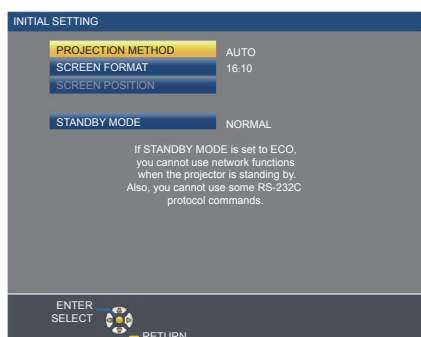 INITIAL SETTING
PROJECTION METHOD AUTO
SCREEN FORMAT 16:10
SCREEN POSITION
STANDBY MODE NORMAL
If STANDBY MODE is set to ECO,
you cannot use network functions
when the projector is standing by.
Also, you cannot use some RS-232C
protocol commands.
ENTER
SELECT
RETURN